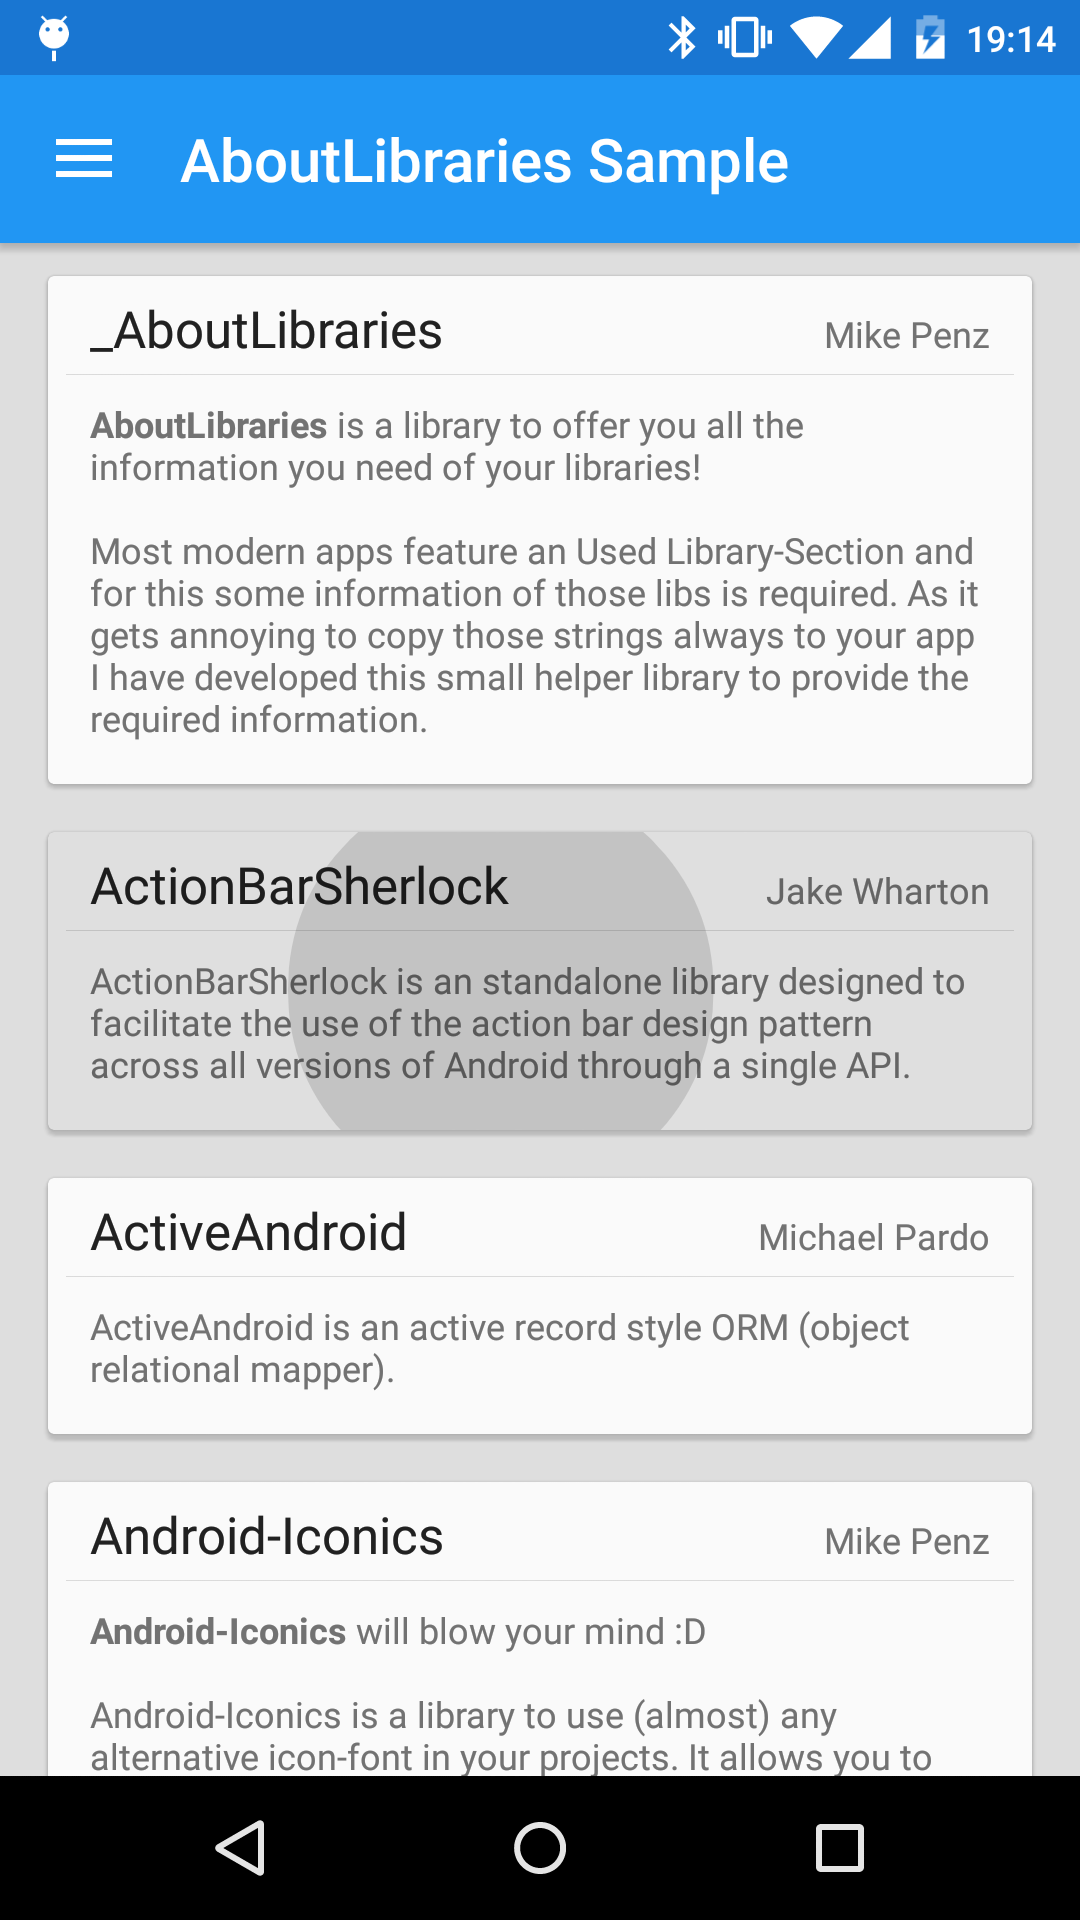 19:14
AboutLibraries Sample
_AboutLibraries
Mike Penz
AboutLibraries is a library to offer you all the
information you need of your libraries!
Most modern apps feature an Used Library-Section and
for this some information of those libs is required. As it
gets annoying to copy those strings always to your app
I have developed this small helper library to provide the
required information.
ActionBarSherlock
Jake Wharton
ActionBarSherlock is an standalone library designed to
facilitate the use of the action bar design pattern
across all versions of Android through a single API.
ActiveAndroid
Michael Pardo
ActiveAndroid is an active record style ORM (object
relational mapper).
Android-Iconics
Mike Penz
Android-Iconics will blow your mind :D
Android-Iconics is a library to use (almost) any
alternative icon-font in your projects. It allows you to